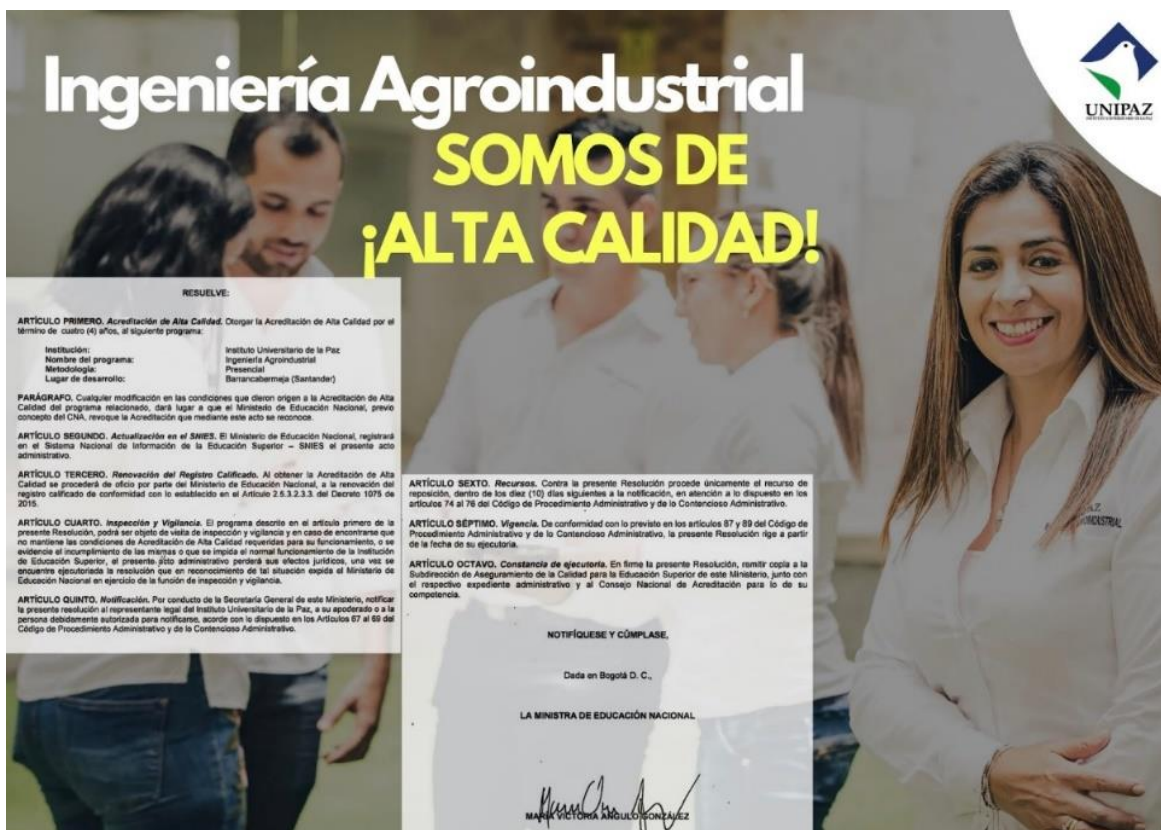 Ingeniería Agroindustrial
SOMOS DE
¡ALTA CALIDAD!
UNIPAZ
RESUELVE:
ARTÍCULO PRIMERO. Acreditación de Alta Calidad. Otorgar la Acreditación de Alta Calidad por el
término de cuatro (4) años, al siguiente programa:
Institución: Instituto Universitario de la Paz
Nombre del programa: Ingeniería Agroindustrial
Metodología: Presencial
Lugar de desarrollo: Barrancabermeja (Santander)
PARÁGRAFO. Cualquier modificación en las condiciones que dieron origen a la Acreditación de Alta
Calidad del programa relacionado, dará lugar a que el Ministerio de Educación Nacional, previo
concepto del CNA, revoque la Acreditación que mediante este acto se reconoce.
ARTÍCULO SEGUNDO. Actualización en el SNIES. El Ministerio de Educación Nacional, registrará
en el Sistema Nacional de Información de la Educación Superior – SNIES el presente acto
administrativo.
ARTÍCULO TERCERO. Renovación del Registro Calificado. Al obtener la Acreditación de Alta
Calidad se procederá de oficio por parte del Ministerio de Educación Nacional, a la renovación del
registro calificado de conformidad con lo establecido en el Artículo 2.5.3.2.3.3. del Decreto 1075 de
2015.
ARTÍCULO CUARTO. Inspección y Vigilancia. El programa descrito en el artículo primero de la
presente Resolución, podrá ser objeto de visita de inspección y vigilancia y en caso de encontrarse que
no mantiene las condiciones de Acreditación de Alta Calidad requeridas para su funcionamiento, o se
evidencie el incumplimiento de las mismas o que se impida el normal funcionamiento de la Institución
de Educación Superior, el presente acto administrativo perderá sus efectos jurídicos, una vez se
encuentre ejecutoriada la resolución que en reconocimiento de tal situación expida el Ministerio de
Educación Nacional en ejercicio de la función de inspección y vigilancia.
ARTÍCULO QUINTO. Notificación. Por conducto de la Secretaría General de este Ministerio, notificar
la presente resolución al representante legal del Instituto Universitario de la Paz, a su apoderado o a la
persona debidamente autorizada para notificarse, acorde con lo dispuesto en los Artículos 67 al 69 del
Código de Procedimiento Administrativo y de lo Contencioso Administrativo.
ARTÍCULO SEXTO. Recursos. Contra la presente Resolución procede únicamente el recurso de
reposición, dentro de los diez (10) días siguientes a la notificación, en atención a lo dispuesto en los
artículos 74 al 76 del Código de Procedimiento Administrativo y de lo Contencioso Administrativo.
ARTÍCULO SÉPTIMO. Vigencia. De conformidad con lo previsto en los artículos 87 y 89 del Código de
Procedimiento Administrativo y de lo Contencioso Administrativo, la presente Resolución rige a partir
de la fecha de su ejecutoria.
ARTÍCULO OCTAVO. Constancia de ejecutoria. En firme la presente Resolución, remitir copia a la
Subdirección de Aseguramiento de la Calidad para la Educación Superior de este Ministerio, junto con
el respectivo expediente administrativo y al Consejo Nacional de Acreditación para lo de su
competencia.
NOTIFÍQUESE Y CÚMPLASE,
Dada en Bogotá D. C.,
LA MINISTRA DE EDUCACIÓN NACIONAL
MARÍA VICTORIA ANGULO GONZÁLEZ